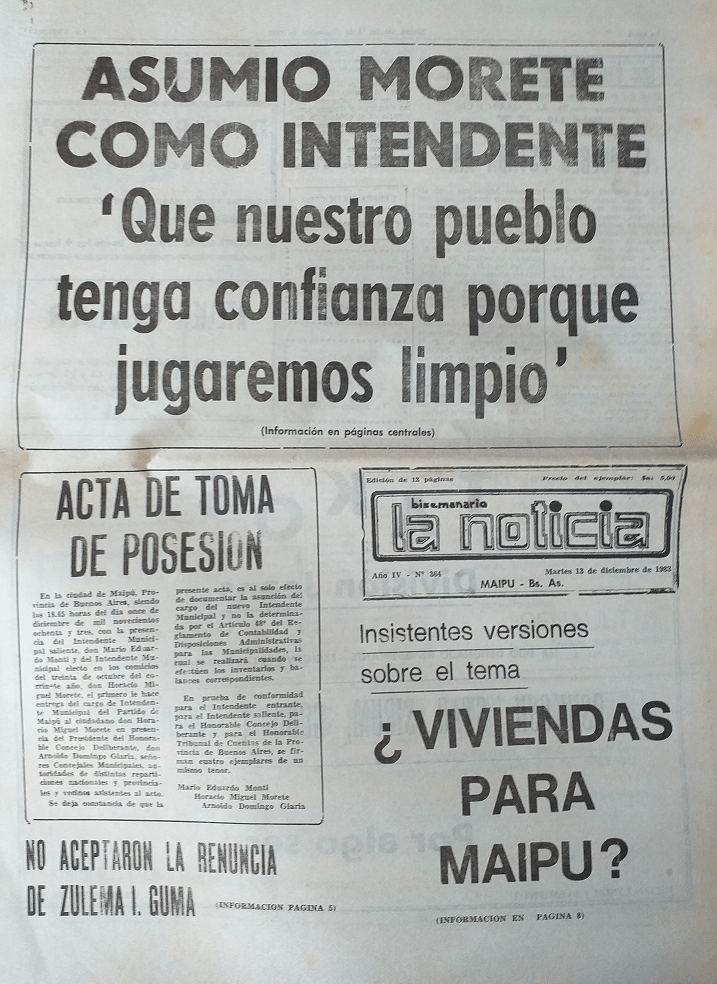 ASUMIO MORETE
COMO INTENDENTE
‘Que nuestro pueblo
tenga confianza porque
jugaremos limpio’
(Información en páginas centrales)
ACTA DE TOMA
DE POSESION
En la ciudad de Maipú, Pro-
vincia de Buenos Aires, siendo
las 18.45 horas del día once de
diciembre de mil novecientos
ochenta y tres, con la presen-
cia del Intendente Munici-
pal saliente, don Mario Eduar-
do Monti y del Intendente Mu-
nicipal electo en los comicios
del treinta de octubre del co-
rriente año, don Horacio Mi-
guel Morete, el primero le hace
entrega del cargo de Intenden-
te Municipal del Partido de
Maipú al ciudadano don Hora-
cio Miguel Morete en presen-
cia del Presidente del Honora-
ble Concejo Deliberante, don
Arnoldo Domingo Giaria, seño-
res Concejales Municipales, au-
toridades de distintas reparti-
ciones nacionales y provincia-
les y vecinos asistentes al acto.
Se deja constancia de que la
presente acta, es al solo efecto
de documentar la asunción del
cargo del nuevo Intendente
Municipal y no la determina-
da por el Artículo 48º del Re-
glamento de Contabilidad y
Disposiciones Administrativas
para las Municipalidades, la
cual se realizará cuando se
efectúen los inventarios y ba-
lances correspondientes.
En prueba de conformidad
para el Intendente entrante,
para el Intendente saliente, pa-
ra el Honorable Concejo Deli-
berante y para el Honorable
Tribunal de Cuentas de la Pro-
vincia de Buenos Aires, se fir-
man cuatro ejemplares de un
mismo tenor.
Mario Eduardo Monti
Horacio Miguel Morete
Arnoldo Domingo Giaria
NO ACEPTARON LA RENUNCIA
DE ZULEMA I. GUMA (INFORMACION PAGINA 5)
Edición de 12 páginas Precio del ejemplar: $a. 5,00
bisemanario
la noticia
Año IV - Nº 364 Martes 13 de diciembre de 1983
MAIPU - Bs. As.
Insistentes versiones
sobre el tema
¿VIVIENDAS
PARA
MAIPU?
(INFORMACION EN PAGINA 8)